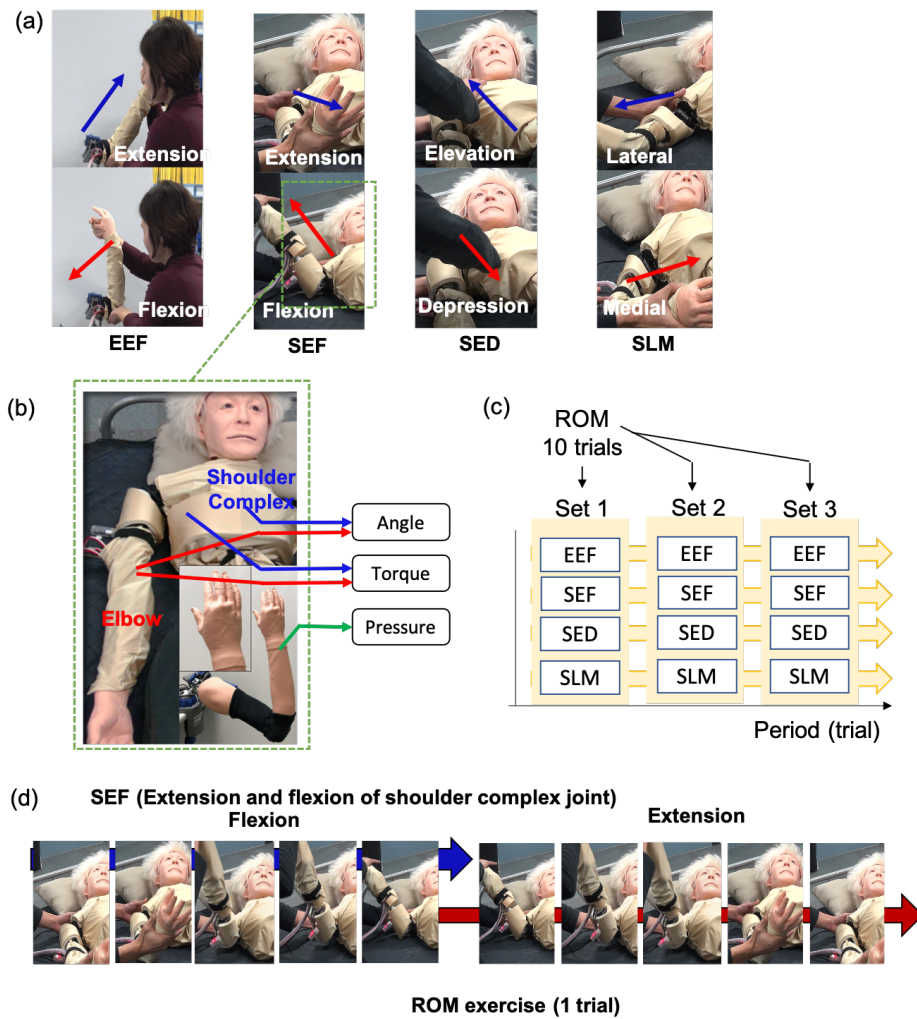 (a)
Extension
Extension
Elevation
Lateral
Flexion
Flexion
Depression
Medial
EEF
SEF
SED
SLM
(b)
Shoulder
Complex
Elbow
Angle
Torque
Pressure
(c)
ROM
10 trials
Set 1
Set 2
Set 3
EEF
EEF
EEF
SEF
SEF
SEF
SED
SED
SED
SLM
SLM
SLM
Period (trial)
(d)
SEF (Extension and flexion of shoulder complex joint)
Flexion
Extension
ROM exercise (1 trial)